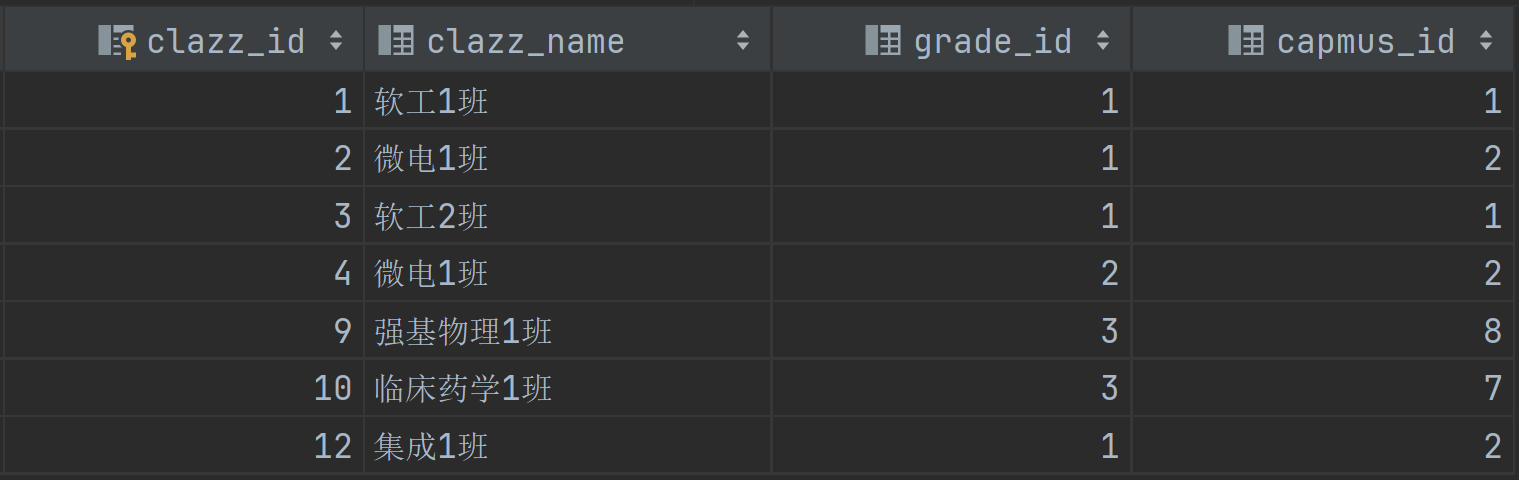 clazz_id clazz_name grade_id capmus_id
1 软工1班 1 1
2 微电1班 1 2
3 软工2班 1 1
4 微电1班 2 2
9 强基物理1班 3 8
10 临床药学1班 3 7
12 集成1班 1 2